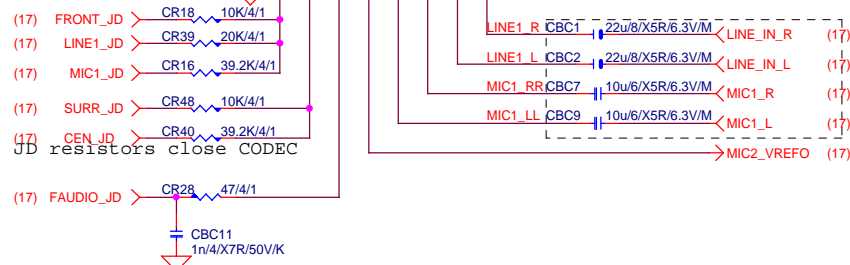 (17) FRONT_JD CR18 10K/4/1
(17) LINE1_JD CR39 20K/4/1
(17) MIC1_JD CR16 39.2K/4/1
(17) SURR_JD CR48 10K/4/1
(17) CEN_JD CR40 39.2K/4/1
JD resistors close CODEC
(17) FAUDIO_JD CR28 47/4/1
CBC11
1n/4/X7R/50V/K
LINE1_R CBC1 22u/8/X5R/6.3V/M LINE_IN_R (17)
LINE1_L CBC2 22u/8/X5R/6.3V/M LINE_IN_L (17)
MIC1_RR CBC7 10u/6/X5R/6.3V/M MIC1_R (17)
MIC1_LL CBC9 10u/6/X5R/6.3V/M MIC1_L (17)
MIC2_VREFO (17)